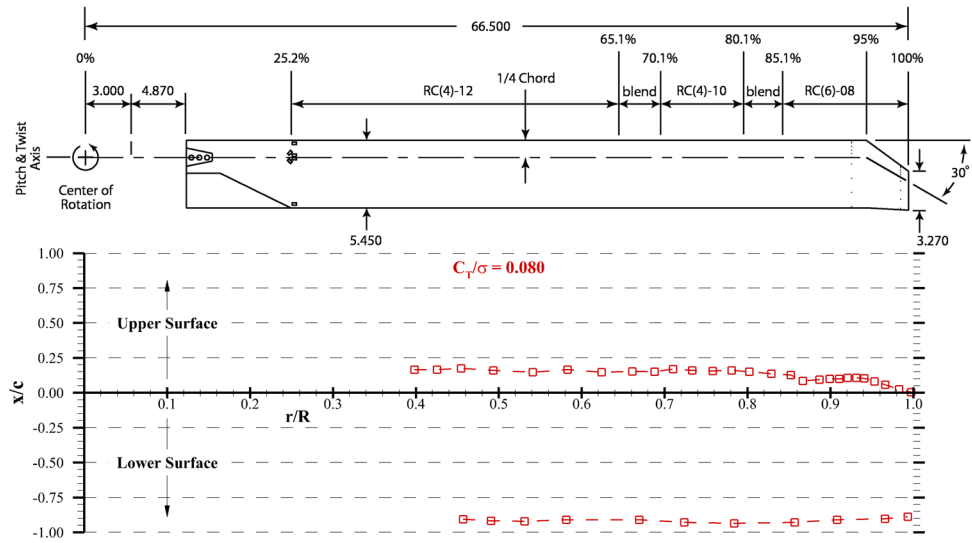 66.500
65.1% 80.1% 95%
0% 25.2% 70.1% 85.1% 100%
1/4 Chord
3.000 4.870 RC(4)-12 blend RC(4)-10 blend RC(6)-08
Pitch & Twist
Axis
Center of
Rotation
30°
5.450 3.270
C_T/σ = 0.080
1.00
0.75
Upper Surface
0.50
0.25
0.00
0.1 0.2 0.3 0.4 0.5 0.6 0.7 0.8 0.9 1.0
r/R
x/c
-0.25
Lower Surface
-0.50
-0.75
-1.00